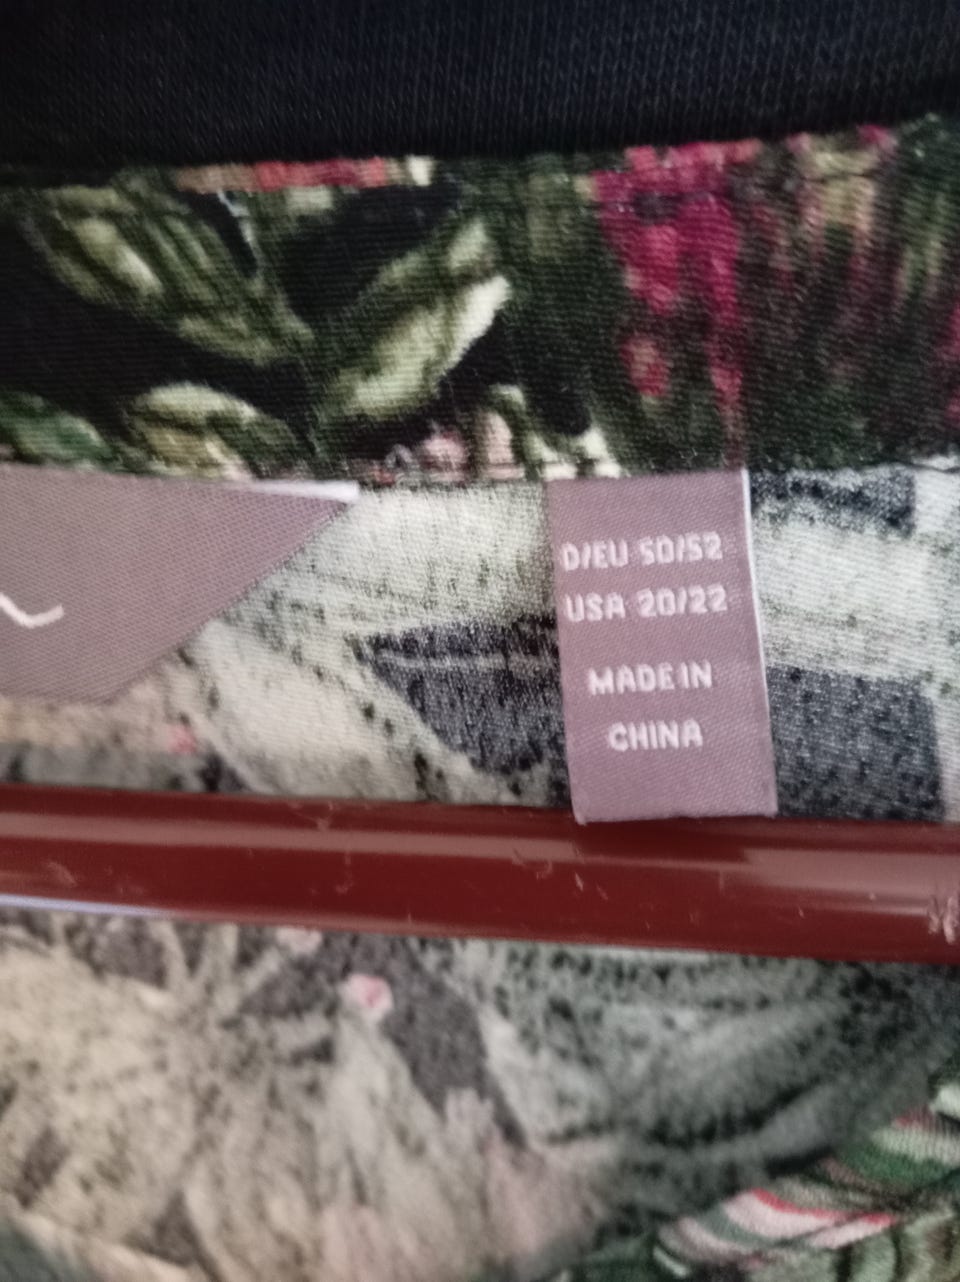 D/EU 50/52
USA 20/22
MADE IN
CHINA